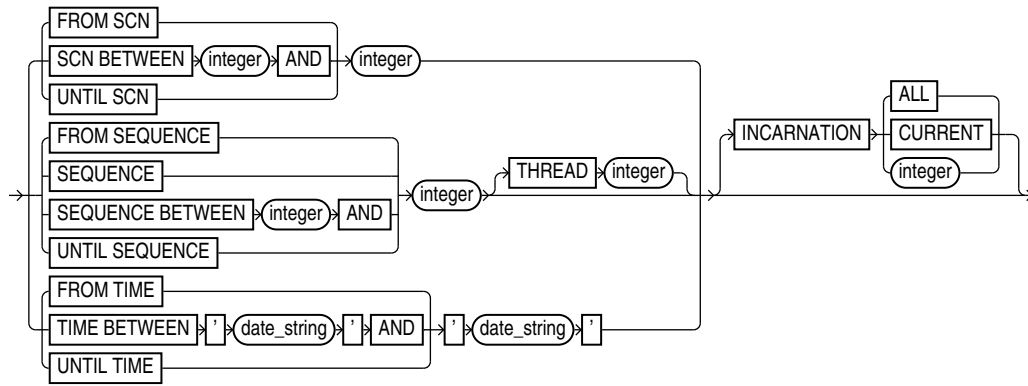 FROM SCN
SCN BETWEEN integer AND integer
UNTIL SCN
FROM SEQUENCE
SEQUENCE
SEQUENCE BETWEEN integer AND
UNTIL SEQUENCE
integer
THREAD integer
FROM TIME
TIME BETWEEN ' date_string ' AND ' date_string '
UNTIL TIME
INCARNATION
ALL
CURRENT
integer